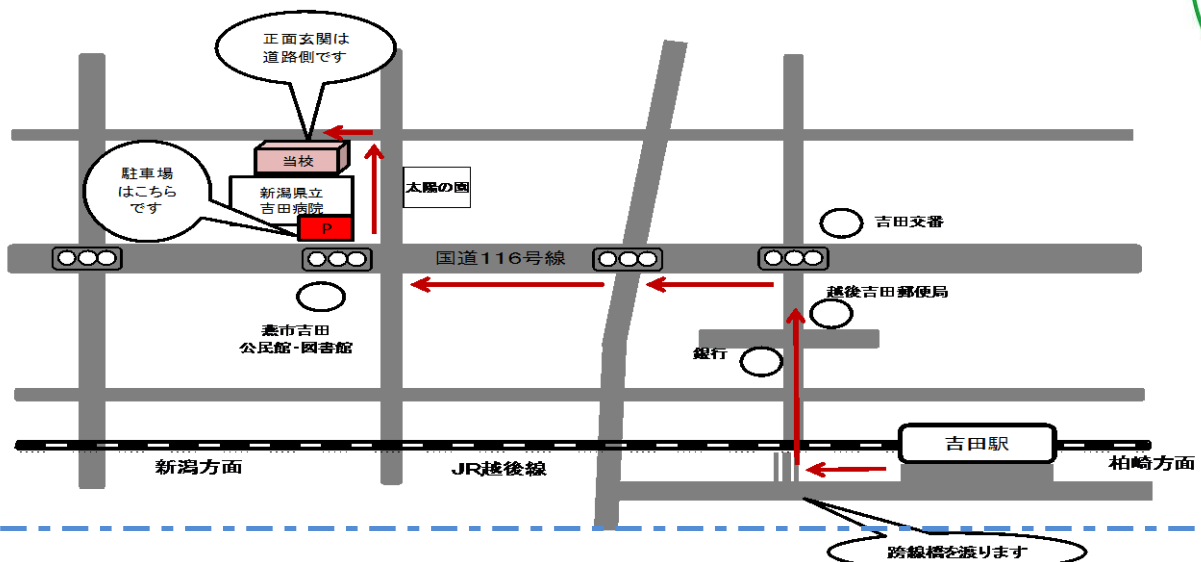 正面玄関は
道路側です
当校
駐車場
はこちら
です
新潟県立
吉田病院
P
太陽の園
吉田交番
国道116号線
越後吉田郵便局
燕市吉田
公民館・図書館
銀行
吉田駅
新潟方面
JR越後線
柏崎方面
跨線橋を渡ります